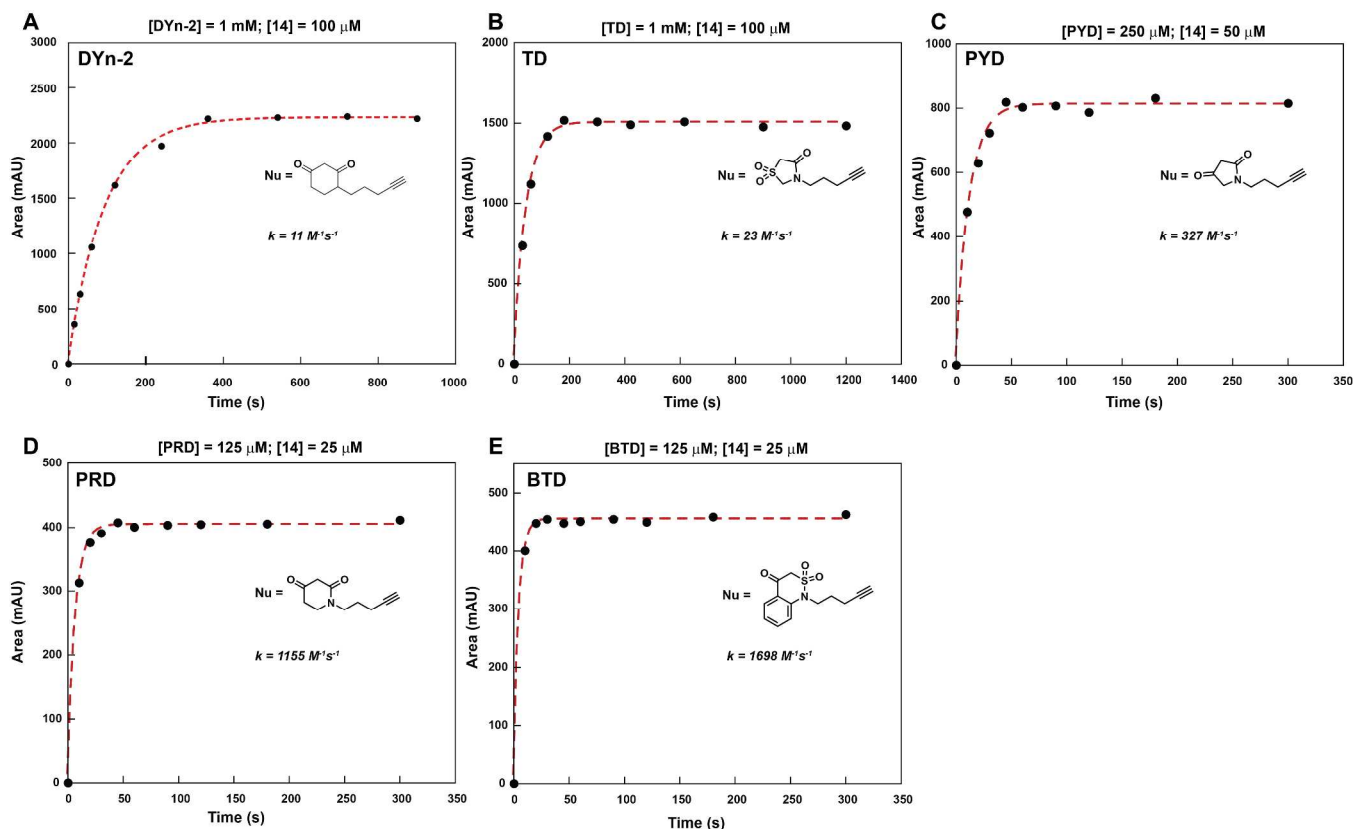 A
[DYn-2] = 1 mM; [14] = 100 μM
DYn-2
Area (mAU)
3000
2500
2000
1500
1000
500
0
0 200 400 600 800 1000
Time (s)
Nu =
O O
k = 11 M⁻¹s⁻¹
B
[TD] = 1 mM; [14] = 100 μM
TD
Area (mAU)
2000
1500
1000
500
0
0 200 400 600 800 1000 1200 1400
Time (s)
Nu =
O
O S
O N
k = 23 M⁻¹s⁻¹
C
[PYD] = 250 μM; [14] = 50 μM
PYD
Area (mAU)
1000
800
600
400
200
0
0 50 100 150 200 250 300 350
Time (s)
Nu =
O
O N
k = 327 M⁻¹s⁻¹
D
[PRD] = 125 μM; [14] = 25 μM
PRD
Area (mAU)
500
400
300
200
100
0
0 50 100 150 200 250 300 350
Time (s)
Nu =
O O
N
k = 1155 M⁻¹s⁻¹
E
[BTD] = 125 μM; [14] = 25 μM
BTD
Area (mAU)
500
400
300
200
100
0
0 50 100 150 200 250 300 350
Time (s)
Nu =
O O
S O
N
k = 1698 M⁻¹s⁻¹